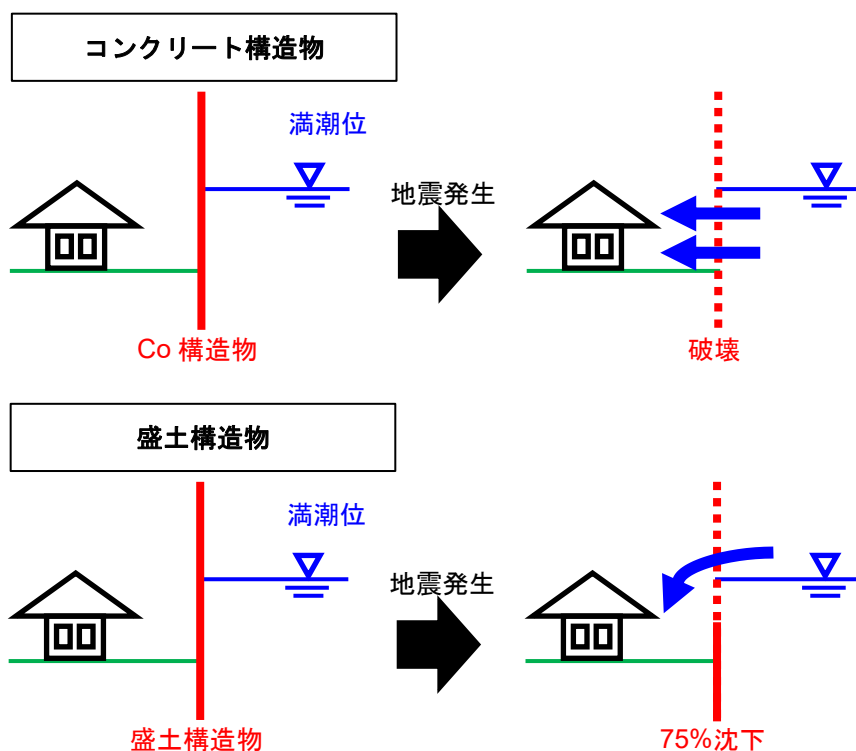 コンクリート構造物
満潮位
地震発生
Co 構造物
破壊
盛土構造物
満潮位
地震発生
盛土構造物
75%沈下